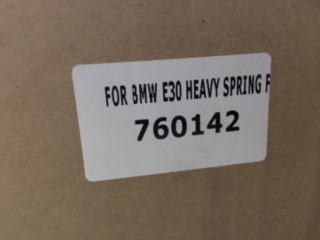 FOR BMW E30 HEAVY SPRING F
760142